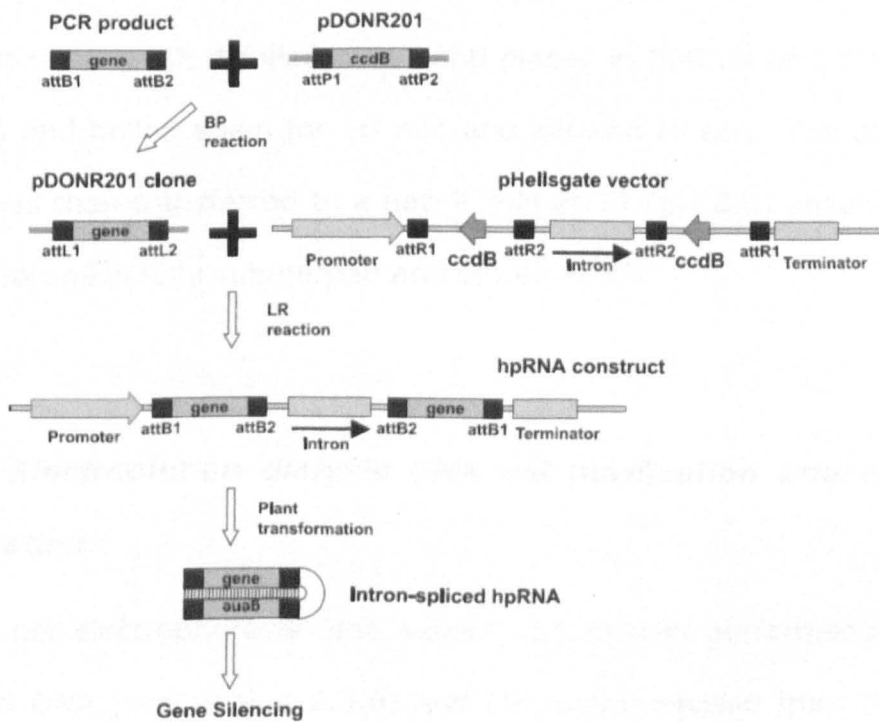 PCR product
pDONR201
gene
ccdB
attB1
attB2
attP1
attP2
BP
reaction
pDONR201 clone
pHellsgate vector
gene
attL1
attL2
Promoter
attR1
ccdB
attR2
Intron
attR2
ccdB
attR1
Terminator
LR
reaction
hpRNA construct
gene
gene
Promoter
attB1
attB2
Intron
attB2
attB1
Terminator
Plant
transformation
gene
gene
Intron-spliced hpRNA
Gene Silencing